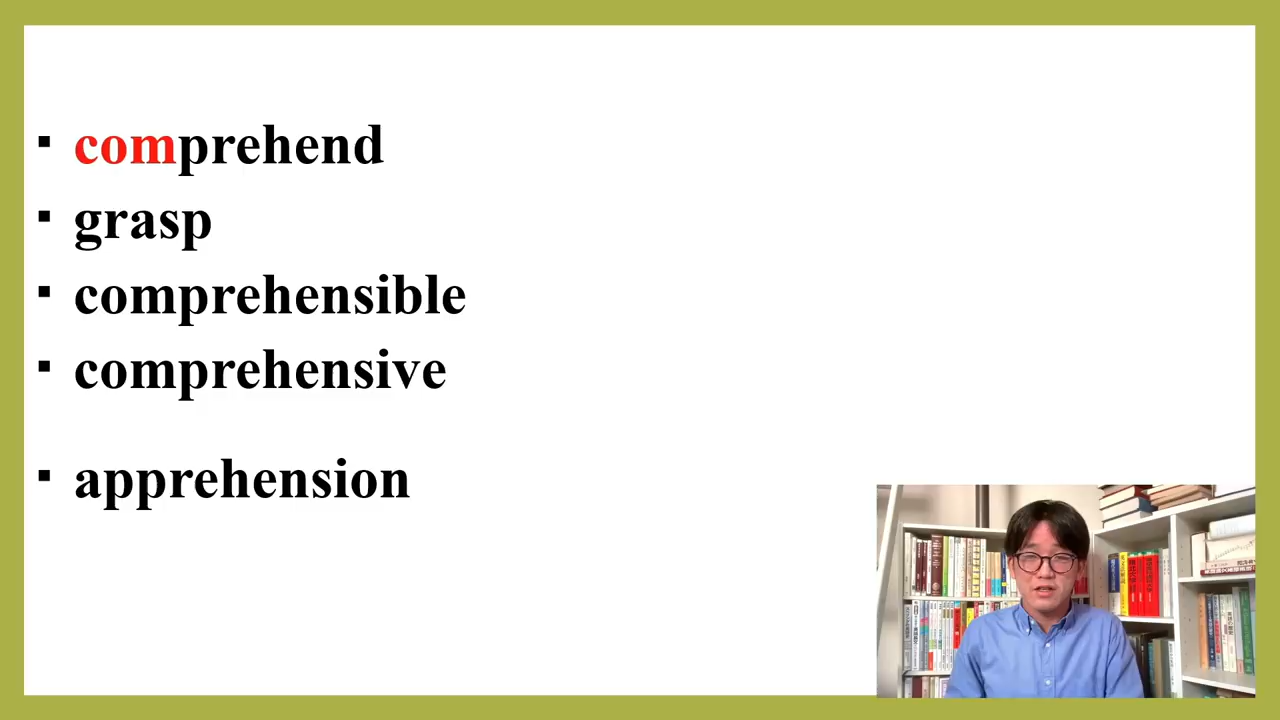 ▪ comprehend
▪ grasp
▪ comprehensible
▪ comprehensive
▪ apprehension